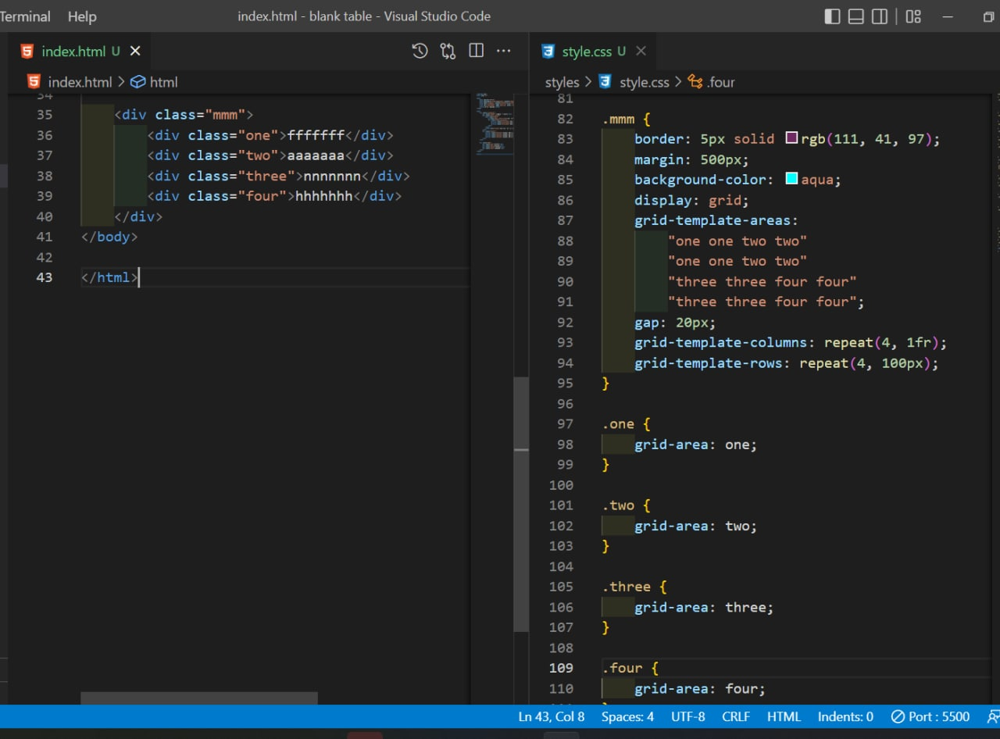 Terminal Help index.html - blank table - Visual Studio Code
index.html U
index.html > html
34
35 <div class="mmm">
36 <div class="one">fffffff</div>
37 <div class="two">aaaaaaa</div>
38 <div class="three">nnnnnnn</div>
39 <div class="four">hhhhhhh</div>
40 </div>
41 </body>
42
43 </html>
style.css U
styles > style.css > .four
81
82 .mmm {
83 border: 5px solid rgb(111, 41, 97);
84 margin: 500px;
85 background-color: aqua;
86 display: grid;
87 grid-template-areas:
88 "one one two two"
89 "one one two two"
90 "three three four four"
91 "three three four four";
92 gap: 20px;
93 grid-template-columns: repeat(4, 1fr);
94 grid-template-rows: repeat(4, 100px);
95 }
96
97 .one {
98 grid-area: one;
99 }
100
101 .two {
102 grid-area: two;
103 }
104
105 .three {
106 grid-area: three;
107 }
108
109 .four {
110 grid-area: four;
Ln 43, Col 8 Spaces: 4 UTF-8 CRLF HTML Indents: 0 Port : 5500